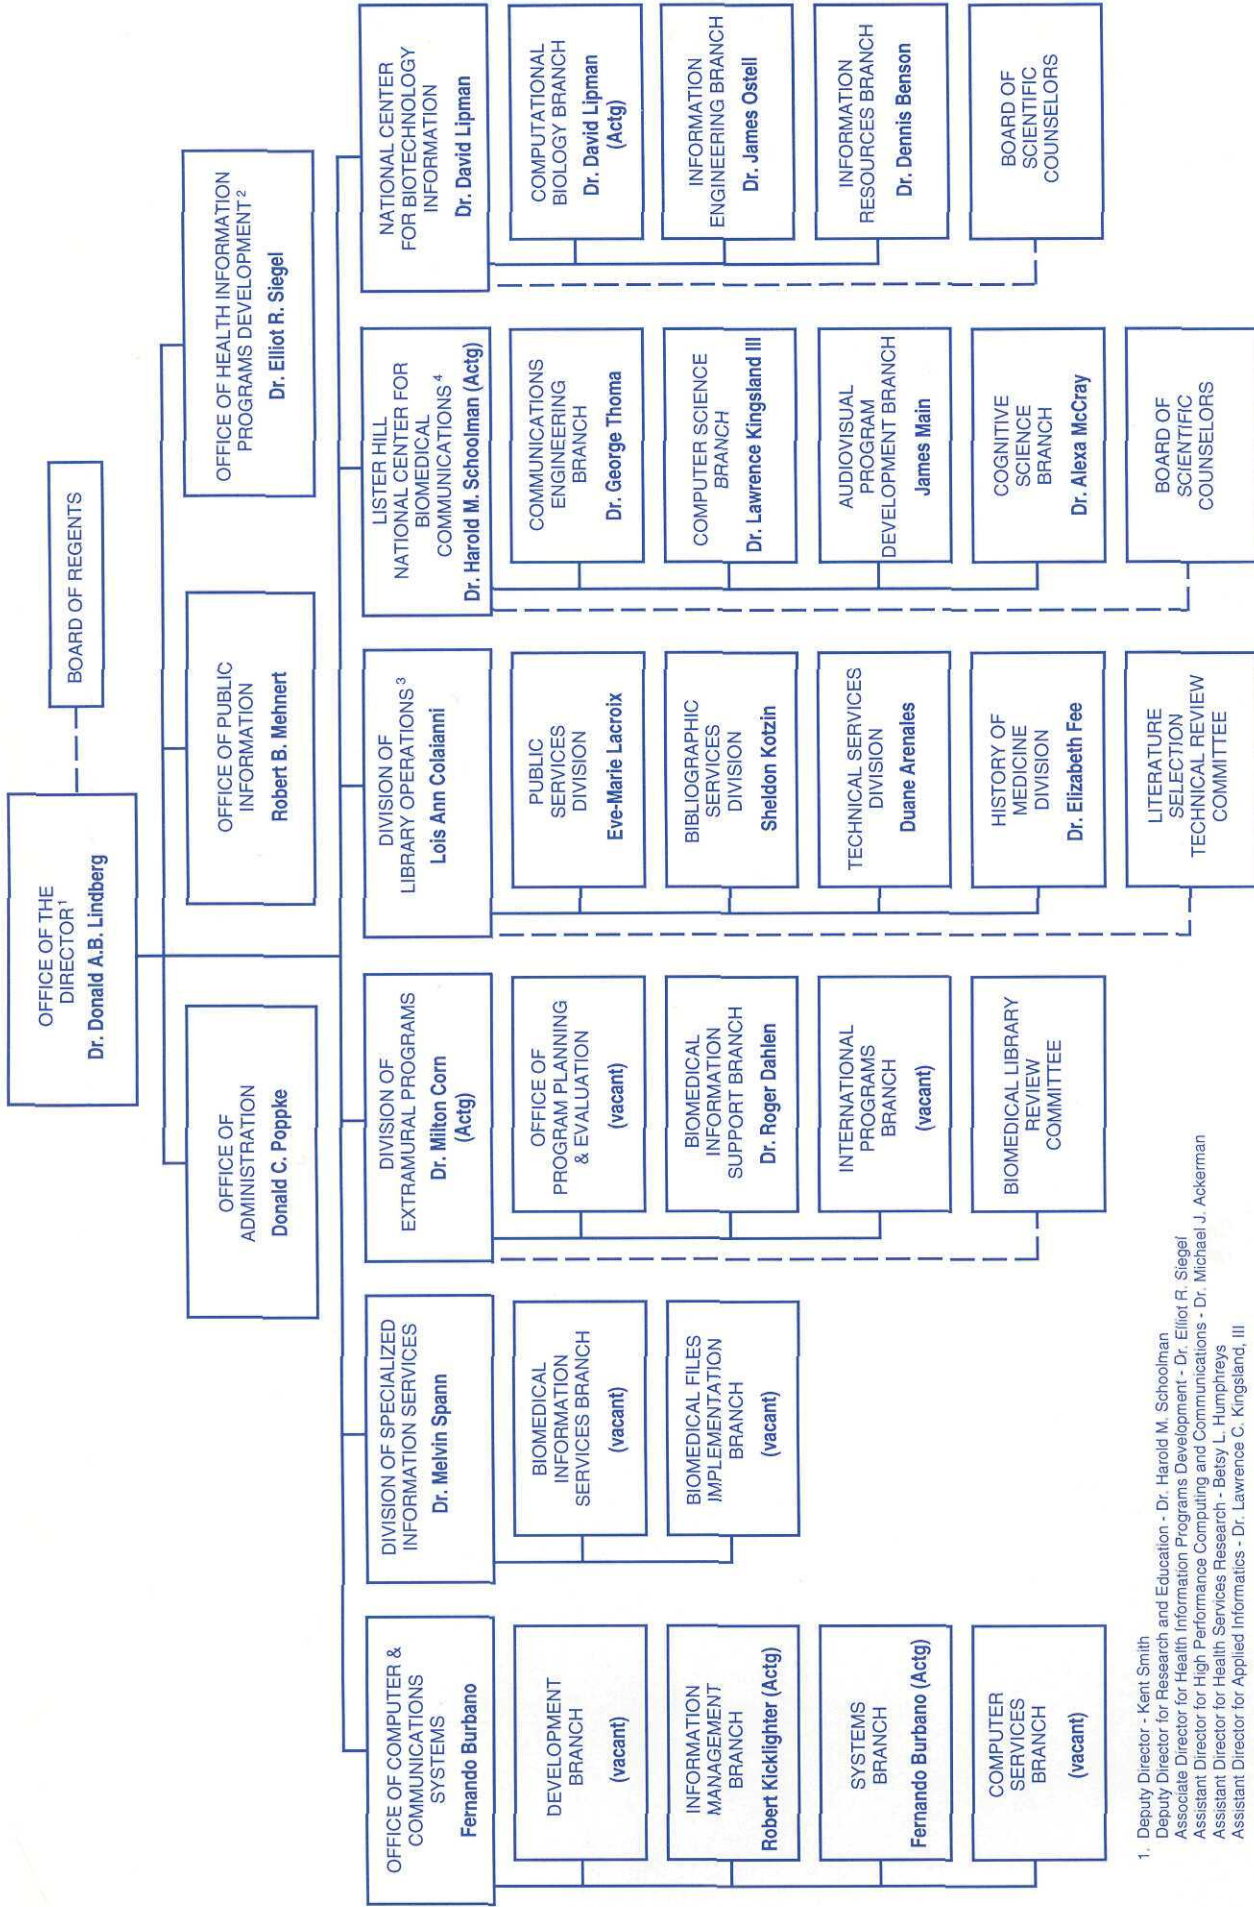 OFFICE OF THE
DIRECTOR1
Dr. Donald A.B. Lindberg
BOARD OF REGENTS
OFFICE OF
ADMINISTRATION
Donald C. Poppke
OFFICE OF PUBLIC
INFORMATION
Robert B. Mehnert
OFFICE OF HEALTH INFORMATION
PROGRAMS DEVELOPMENT2
Dr. Elliot R. Siegel
OFFICE OF COMPUTER &
COMMUNICATIONS
SYSTEMS
Fernando Burbano
DEVELOPMENT
BRANCH
(vacant)
INFORMATION
MANAGEMENT
BRANCH
Robert Kicklighter (Actg)
SYSTEMS
BRANCH
Fernando Burbano (Actg)
COMPUTER
SERVICES
BRANCH
(vacant)
DIVISION OF SPECIALIZED
INFORMATION SERVICES
Dr. Melvin Spann
BIOMEDICAL
INFORMATION
SERVICES BRANCH
(vacant)
BIOMEDICAL FILES
IMPLEMENTATION
BRANCH
(vacant)
DIVISION OF
EXTRAMURAL PROGRAMS
Dr. Milton Corn
(Actg)
OFFICE OF
PROGRAM PLANNING
& EVALUATION
(vacant)
BIOMEDICAL
INFORMATION
SUPPORT BRANCH
Dr. Roger Dahlen
INTERNATIONAL
PROGRAMS
BRANCH
(vacant)
BIOMEDICAL LIBRARY
REVIEW
COMMITTEE
DIVISION OF
LIBRARY OPERATIONS3
Lois Ann Colaianni
PUBLIC
SERVICES
DIVISION
Eve-Marie Lacroix
BIBLIOGRAPHIC
SERVICES
DIVISION
Sheldon Kotzin
TECHNICAL SERVICES
DIVISION
Duane Arenales
HISTORY OF
MEDICINE
DIVISION
Dr. Elizabeth Fee
LITERATURE
SELECTION
TECHNICAL REVIEW
COMMITTEE
LISTER HILL
NATIONAL CENTER FOR
BIOMEDICAL
COMMUNICATIONS4
Dr. Harold M. Schoolman (Actg)
COMMUNICATIONS
ENGINEERING
BRANCH
Dr. George Thoma
COMPUTER SCIENCE
BRANCH
Dr. Lawrence Kingsland III
AUDIOVISUAL
PROGRAM
DEVELOPMENT BRANCH
James Main
COGNITIVE
SCIENCE
BRANCH
Dr. Alexa McCray
BOARD OF
SCIENTIFIC
COUNSELORS
NATIONAL CENTER
FOR BIOTECHNOLOGY
INFORMATION
Dr. David Lipman
COMPUTATIONAL
BIOLOGY BRANCH
Dr. David Lipman
(Actg)
INFORMATION
ENGINEERING BRANCH
Dr. James Ostell
INFORMATION
RESOURCES BRANCH
Dr. Dennis Benson
BOARD OF
SCIENTIFIC
COUNSELORS
1. Deputy Director - Kent Smith
Deputy Director for Research and Education - Dr. Harold M. Schoolman
Associate Director for Health Information Programs Development - Dr. Elliot R. Siegel
Assistant Director for High Performance Computing and Communications - Dr. Michael J. Ackerman
Assistant Director for Health Services Research - Betsy L. Humphreys
Assistant Director for Applied Informatics - Dr. Lawrence C. Kingsland, III